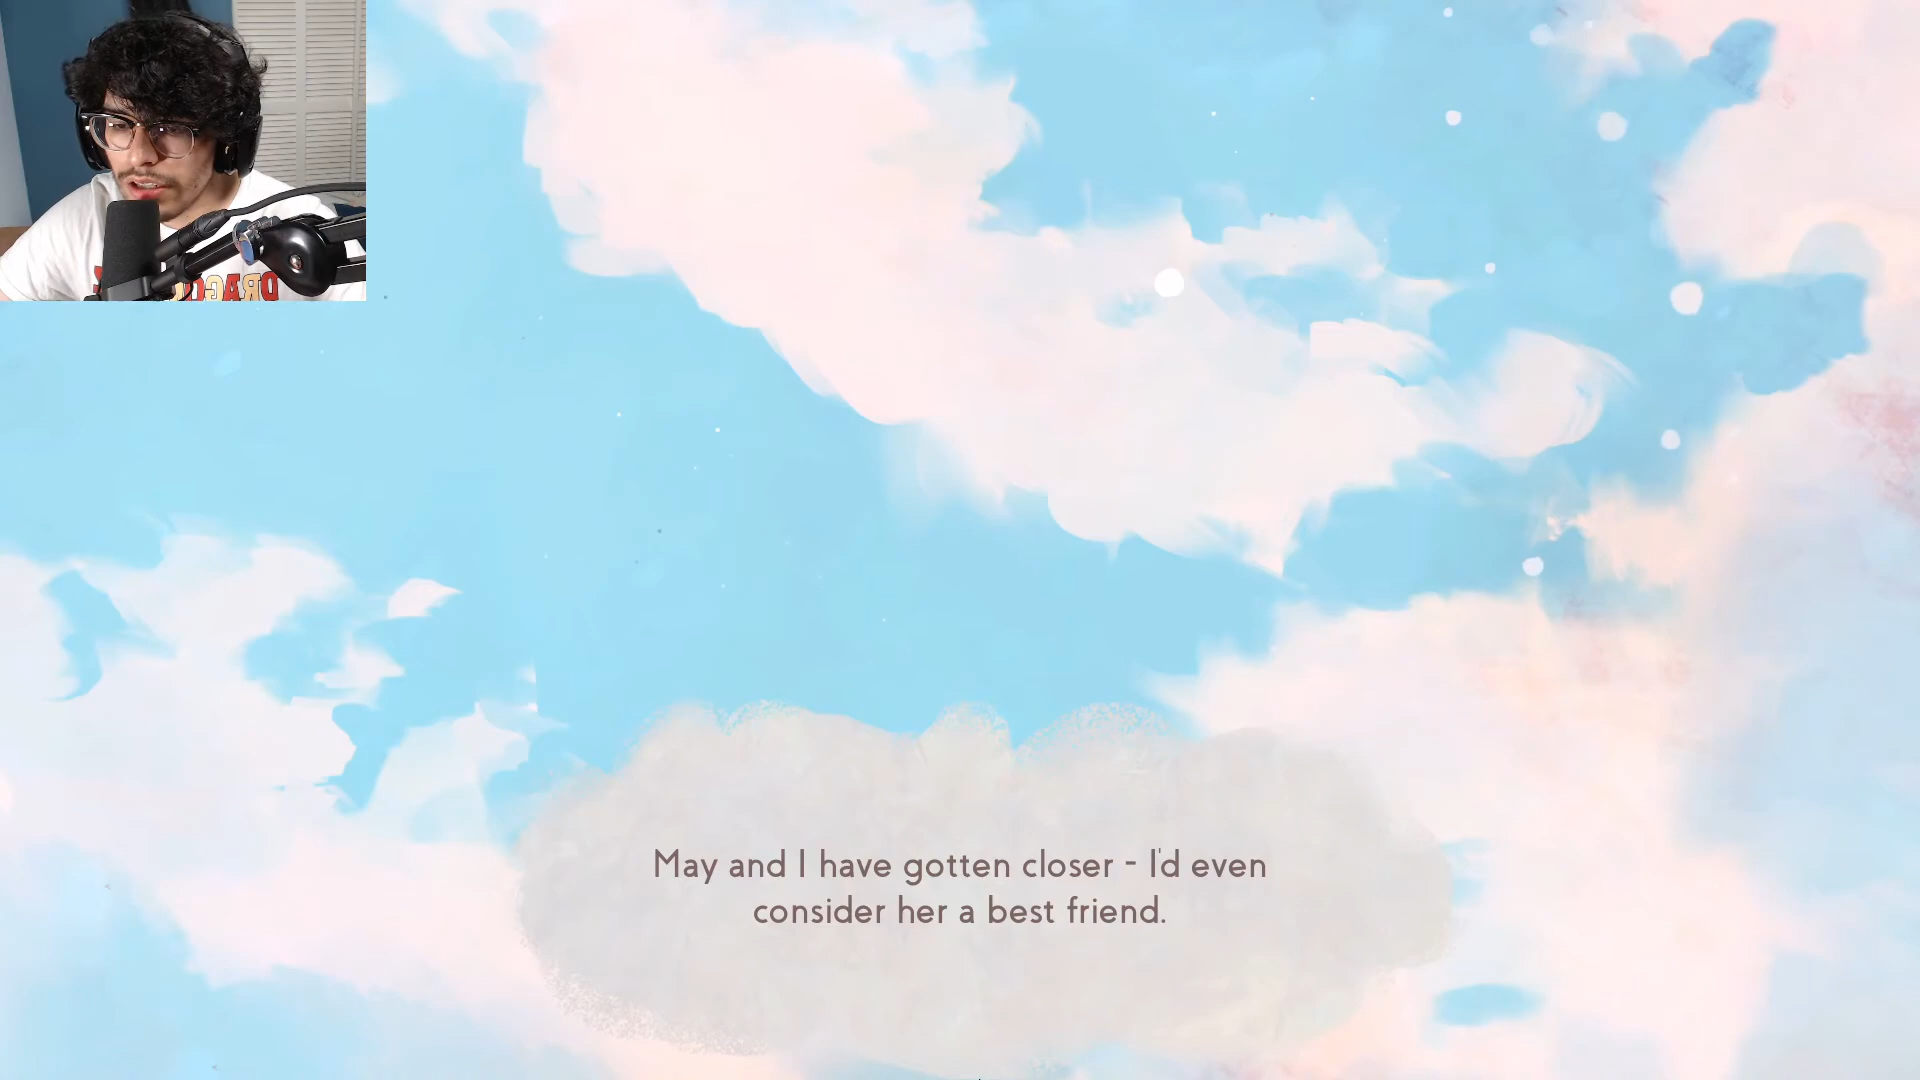 May and I have gotten closer - I'd even
consider her a best friend.